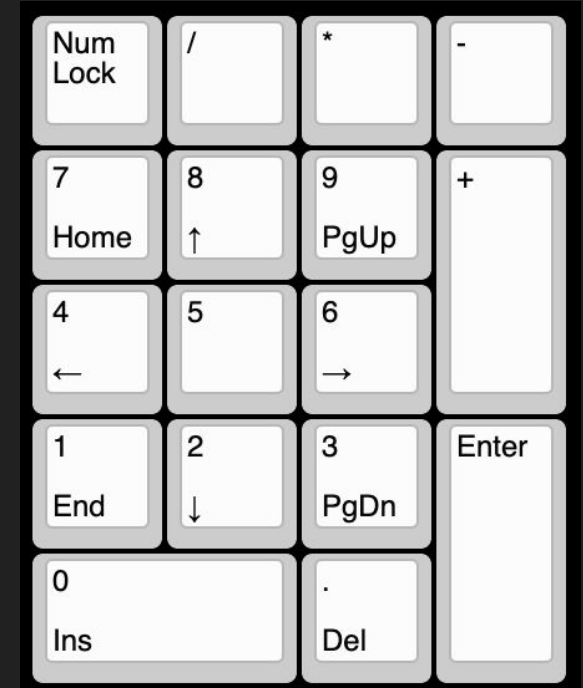 Num
Lock
/
*
-
7
Home
8
↑
9
PgUp
+
4
←
5
6
→
1
End
2
↓
3
PgDn
Enter
0
Ins
.
Del